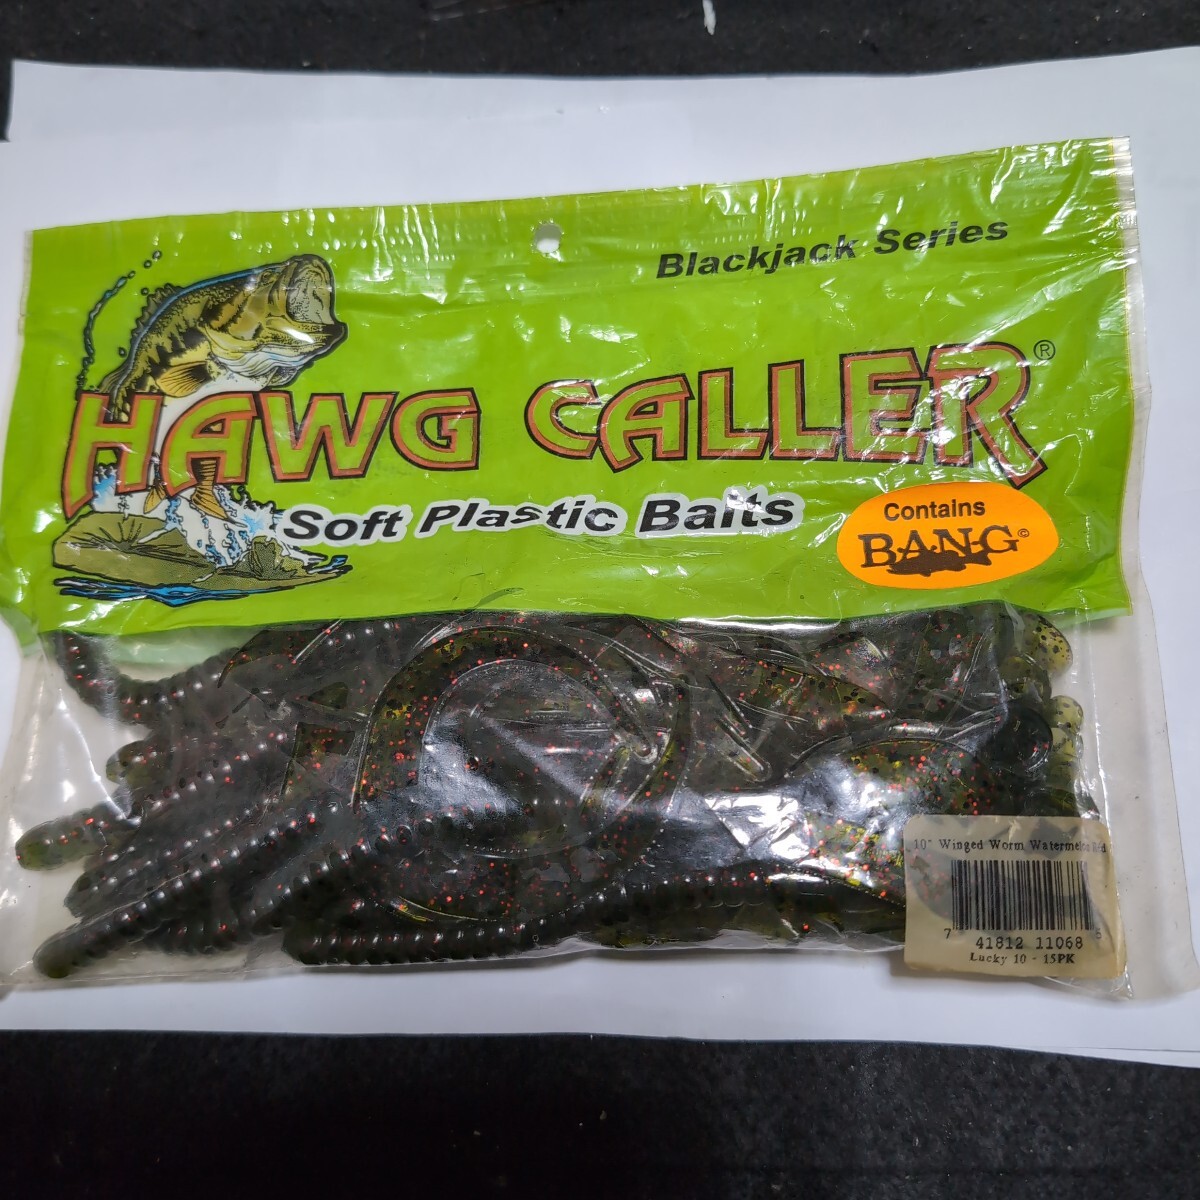 Blackjack Series
HAWG CALLER®
Soft Plastic Baits
Contains
B·A·N·G©
10" Winged Worm Watermelon Red
7 41812 11068 5
Lucky 10 - 15PK